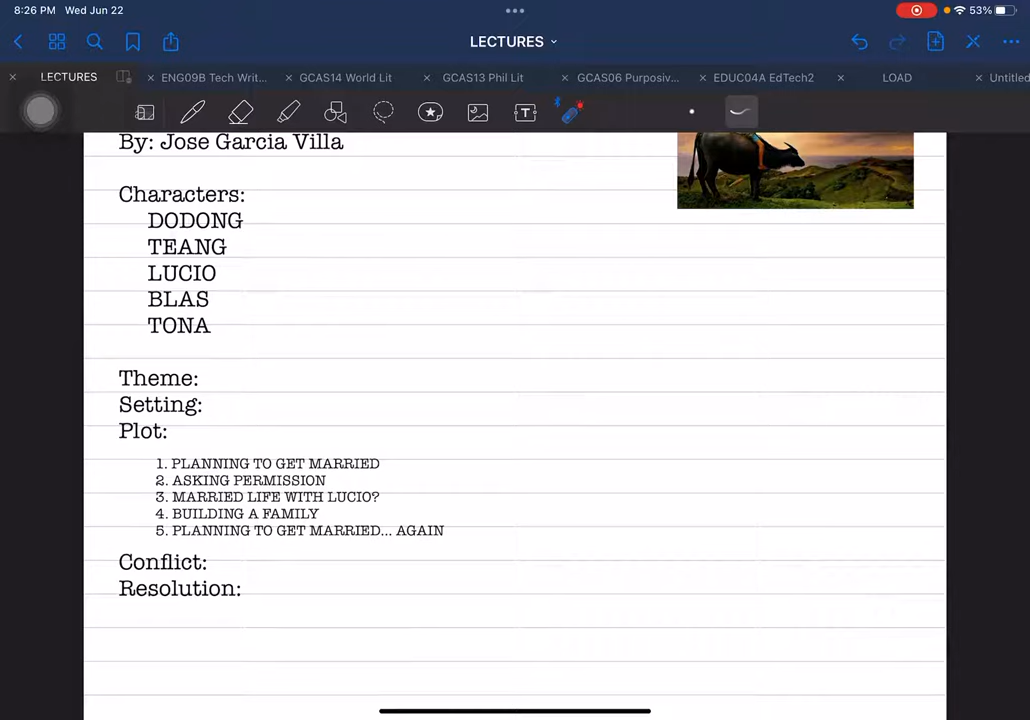 8:26 PM Wed Jun 22
53%
LECTURES
LECTURES
ENG09B Tech Writ...
GCAS14 World Lit
GCAS13 Phil Lit
GCAS06 Purposiv...
EDUC04A EdTech2
LOAD
Untitled
By: Jose Garcia Villa
Characters:
DODONG
TEANG
LUCIO
BLAS
TONA
Theme:
Setting:
Plot:
1. PLANNING TO GET MARRIED
2. ASKING PERMISSION
3. MARRIED LIFE WITH LUCIO?
4. BUILDING A FAMILY
5. PLANNING TO GET MARRIED... AGAIN
Conflict:
Resolution: